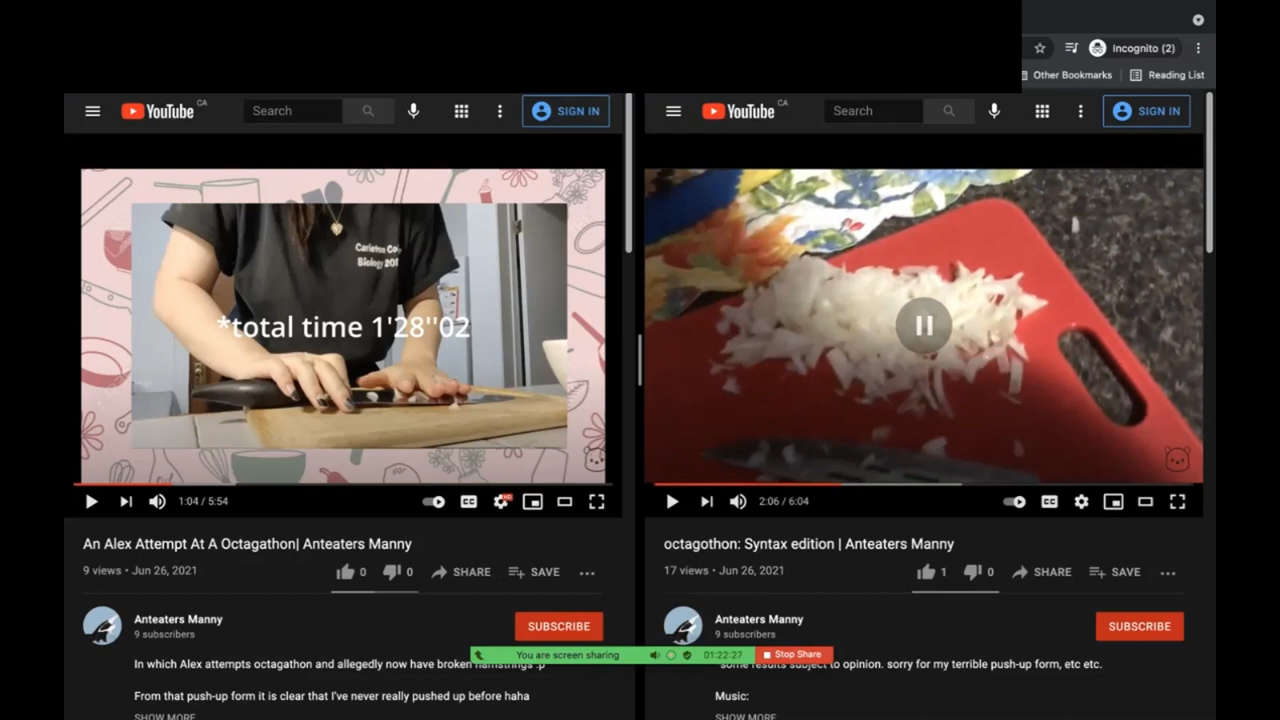 Incognito (2)
Other Bookmarks
Reading List
YouTube CA
Search
SIGN IN
*total time 1'28''02
Carleton
Biology
1:04 / 5:54
CC
HD
An Alex Attempt At A Octagathon| Anteaters Manny
9 views • Jun 26, 2021
0
0
SHARE
SAVE
Anteaters Manny
9 subscribers
SUBSCRIBE
In which Alex attempts octagathon and allegedly now have broken hamstrings :p
From that push-up form it is clear that I've never really pushed up before haha
SHOW MORE
YouTube CA
Search
SIGN IN
2:06 / 6:04
CC
octagothon: Syntax edition | Anteaters Manny
17 views • Jun 26, 2021
1
0
SHARE
SAVE
Anteaters Manny
9 subscribers
SUBSCRIBE
*some results subject to opinion. sorry for my terrible push-up form, etc etc.
Music:
SHOW MORE
You are screen sharing
01:22:27
Stop Share